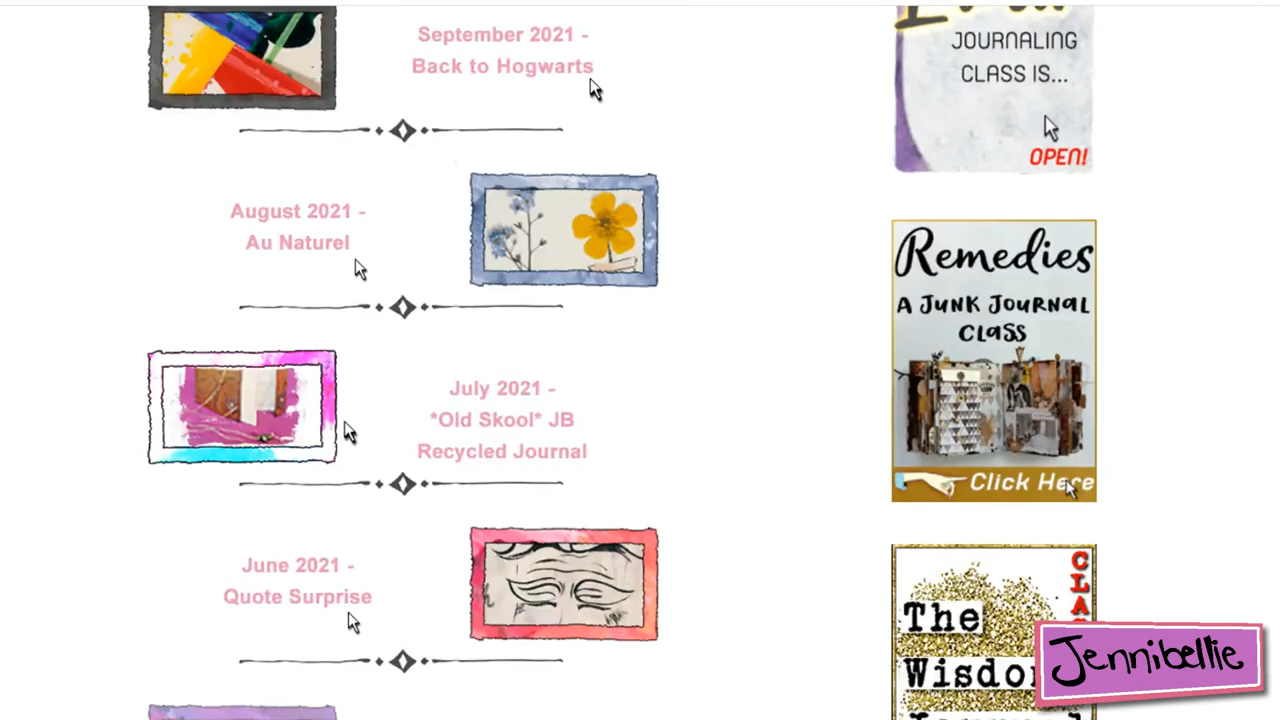 September 2021 -
Back to Hogwarts
August 2021 -
Au Naturel
July 2021 -
*Old Skool* JB
Recycled Journal
June 2021 -
Quote Surprise
JOURNALING
CLASS IS...
OPEN!
Remedies
A JUNK JOURNAL
CLASS
Click Here
CLA
The
Wisdo
Jennibellie